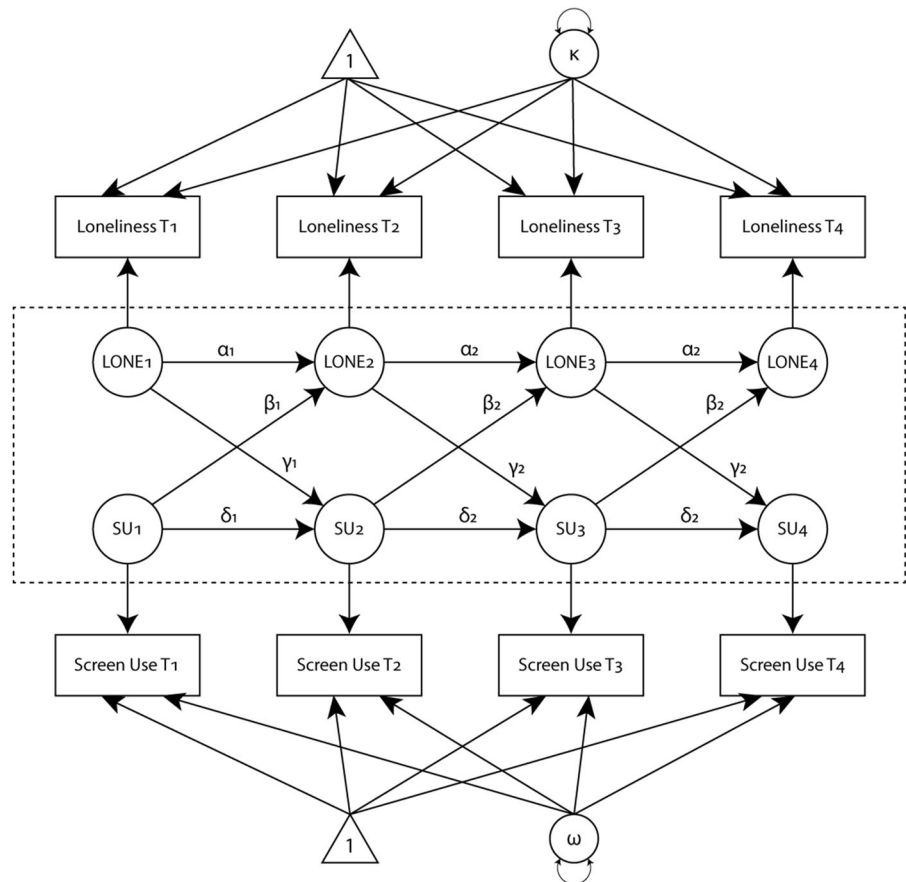 1 κ
Loneliness T1 Loneliness T2 Loneliness T3 Loneliness T4
LONE1 α1 LONE2 α2 LONE3 α2 LONE4
β1 β2 β2
γ1 γ2 γ2
SU1 δ1 SU2 δ2 SU3 δ2 SU4
Screen Use T1 Screen Use T2 Screen Use T3 Screen Use T4
1 ω